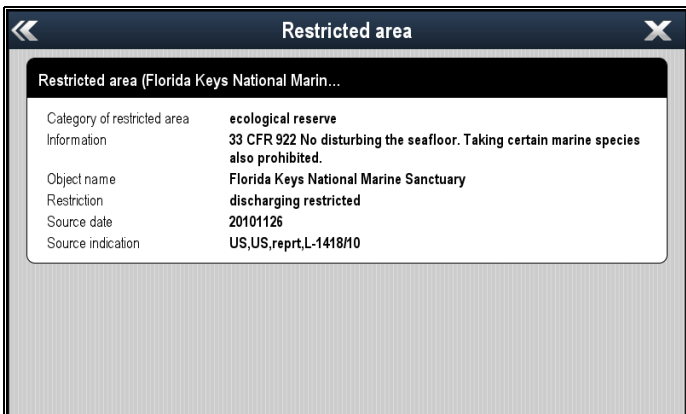 Restricted area
Restricted area (Florida Keys National Marin...
Category of restricted area ecological reserve
Information 33 CFR 922 No disturbing the seafloor. Taking certain marine species
also prohibited.
Object name Florida Keys National Marine Sanctuary
Restriction discharging restricted
Source date 20101126
Source indication US,US,reprt,L-1418/10